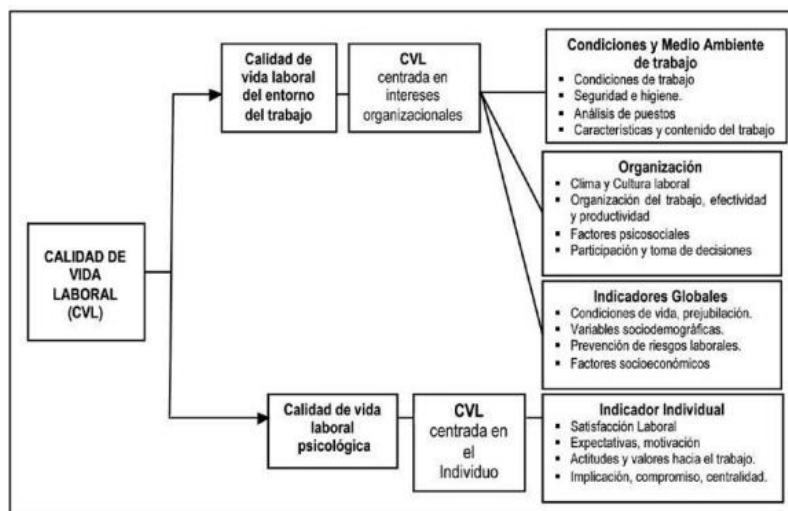 Calidad de
vida laboral
del entorno
del trabajo
CVL
centrada en
intereses
organizacionales
Condiciones y Medio Ambiente
de trabajo
Condiciones de trabajo
Seguridad e higiene.
Análisis de puestos
Características y contenido del trabajo
Organización
Clima y Cultura laboral
Organización del trabajo, efectividad
y productividad
Factores psicosociales
Participación y toma de decisiones
CALIDAD DE
VIDA
LABORAL
(CVL)
Indicadores Globales
Condiciones de vida, prejubilación.
Variables sociodemográficas.
Prevención de riesgos laborales.
Factores socioeconómicos
Calidad de vida
laboral
psicológica
CVL
centrada en
el
Individuo
Indicador Individual
Satisfacción Laboral
Expectativas, motivación
Actitudes y valores hacia el trabajo.
Implicación, compromiso, centralidad.